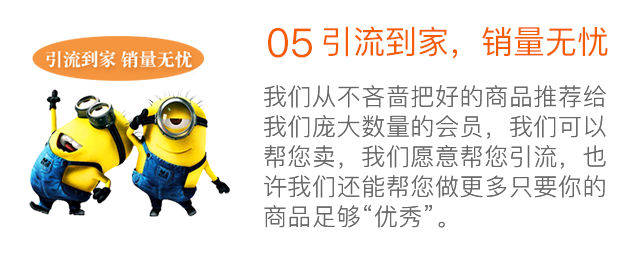 引流到家 销量无忧
05 引流到家，销量无忧
我们从不吝啬把好的商品推荐给
我们庞大数量的会员，我们可以
帮您卖，我们愿意帮您引流，也
许我们还能帮您做更多只要你的
商品足够“优秀”。